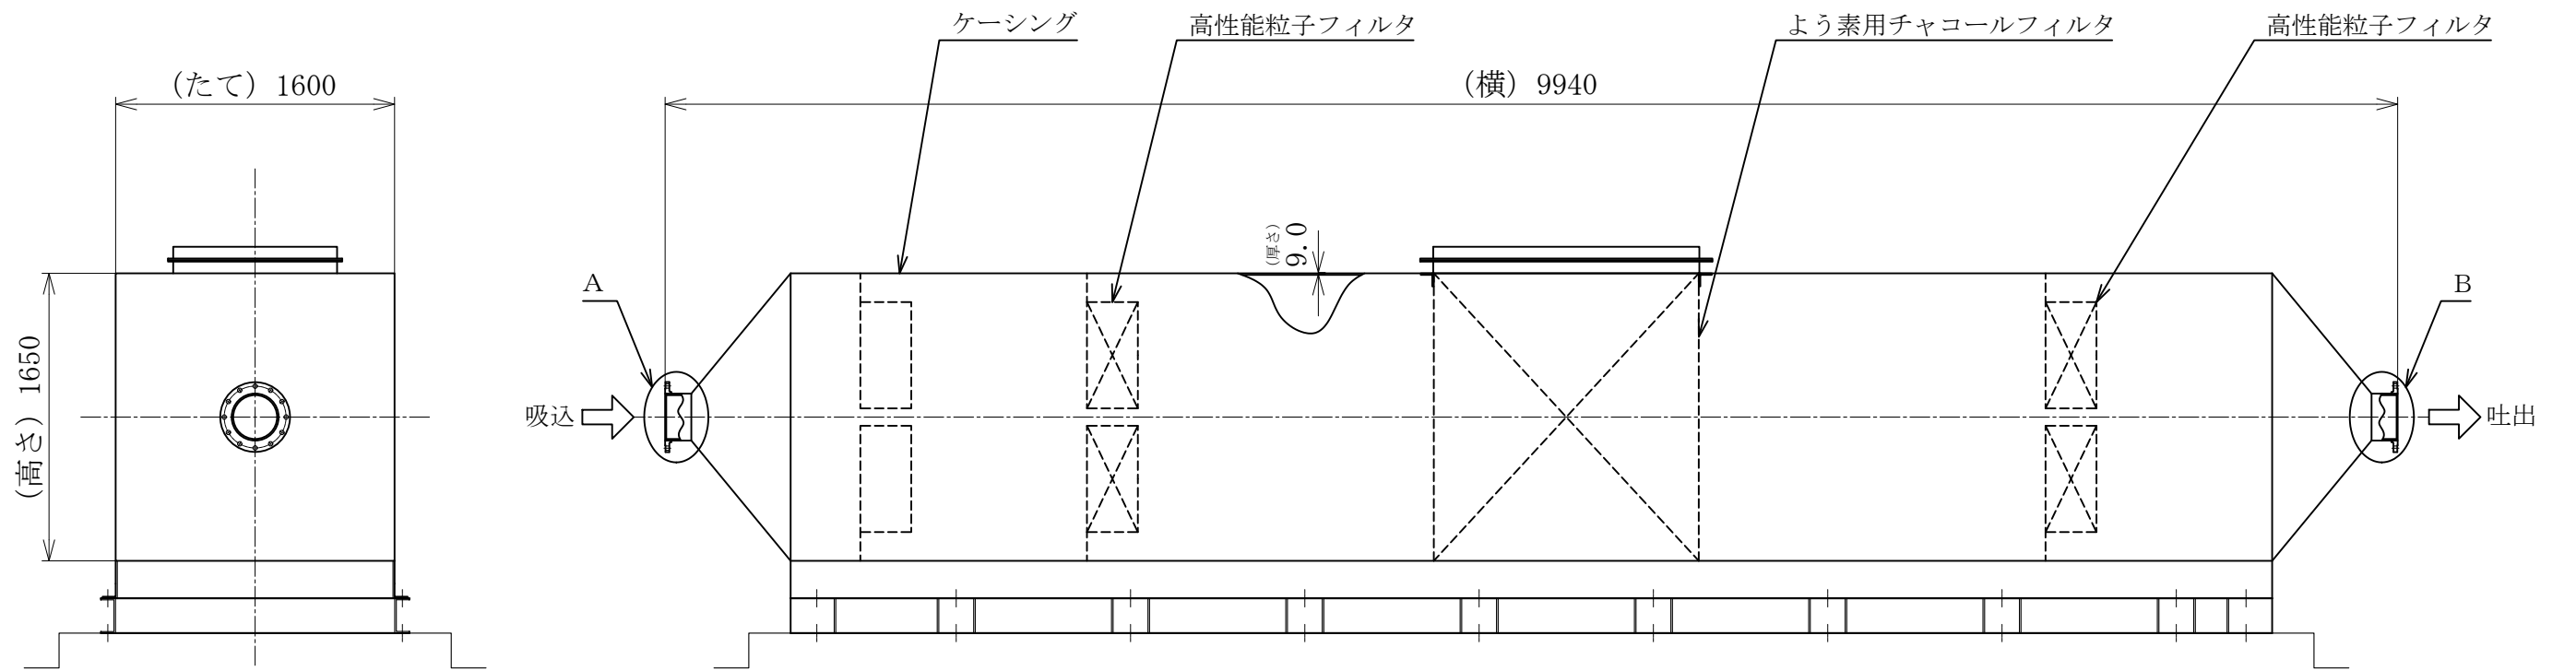 ケーシング
高性能粒子フィルタ
よう素用チャコールフィルタ
高性能粒子フィルタ
(たて) 1600
(横) 9940
(厚さ)
9.0
A
B
(高さ) 1650
吸込
吐出